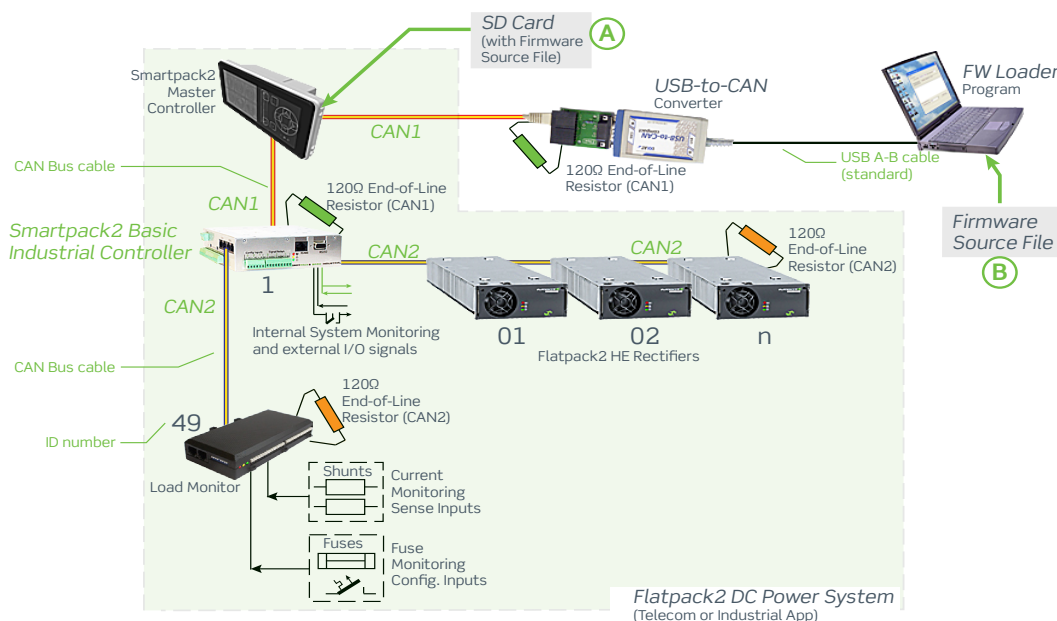 SD Card
(with Firmware
Source File)
A
Smartpack2
Master
Controller
USB-to-CAN
Converter
FW Loader
Program
CAN1
USB-to-CAN
compact
CAN Bus cable
120Ω End-of-Line
Resistor (CAN1)
USB A-B cable
(standard)
CAN1
120Ω End-of-Line
Resistor (CAN1)
Firmware
Source File
B
Smartpack2 Basic
Industrial Controller
CAN2
CAN2
120Ω
End-of-Line
Resistor (CAN2)
1
CAN2
Internal System Monitoring
and external I/O signals
01
02
n
Flatpack2 HE Rectifiers
CAN Bus cable
120Ω
End-of-Line
Resistor (CAN2)
49
ID number
Load Monitor
Shunts
Current
Monitoring
Sense Inputs
Fuses
Fuse
Monitoring
Config. Inputs
Flatpack2 DC Power System
(Telecom or Industrial App)